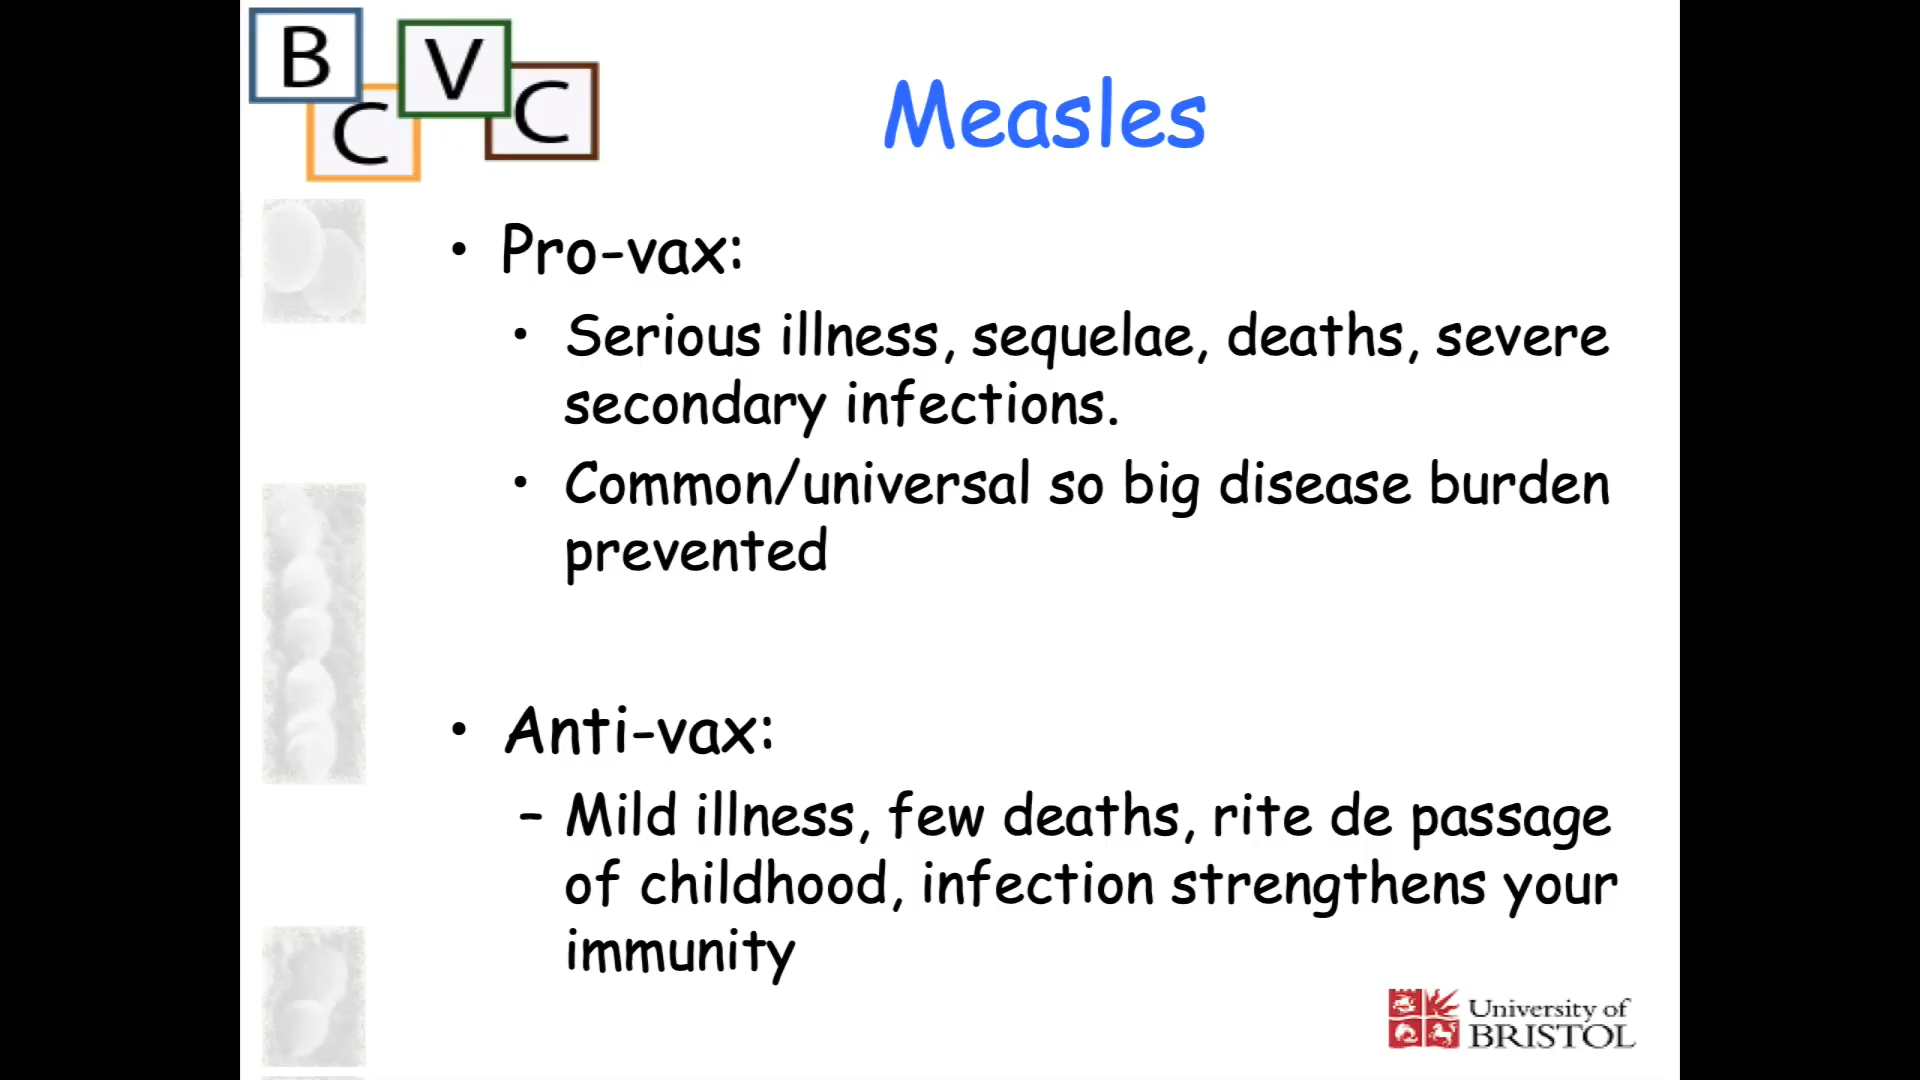 B C V C
Measles
• Pro-vax:
• Serious illness, sequelae, deaths, severe
secondary infections.
• Common/universal so big disease burden
prevented
• Anti-vax:
– Mild illness, few deaths, rite de passage
of childhood, infection strengthens your
immunity
University of
BRISTOL